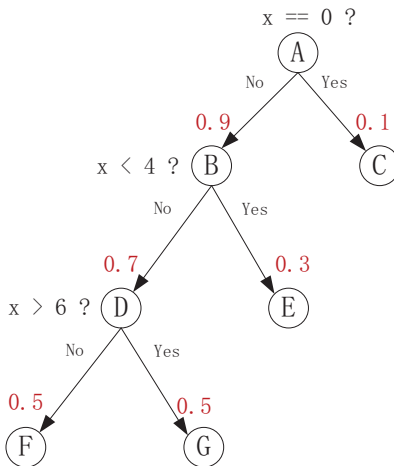 x == 0 ?
A
No Yes
0.9 0.1
x < 4 ? B C
No Yes
0.7 0.3
x > 6 ? D E
No Yes
0.5 0.5
F G